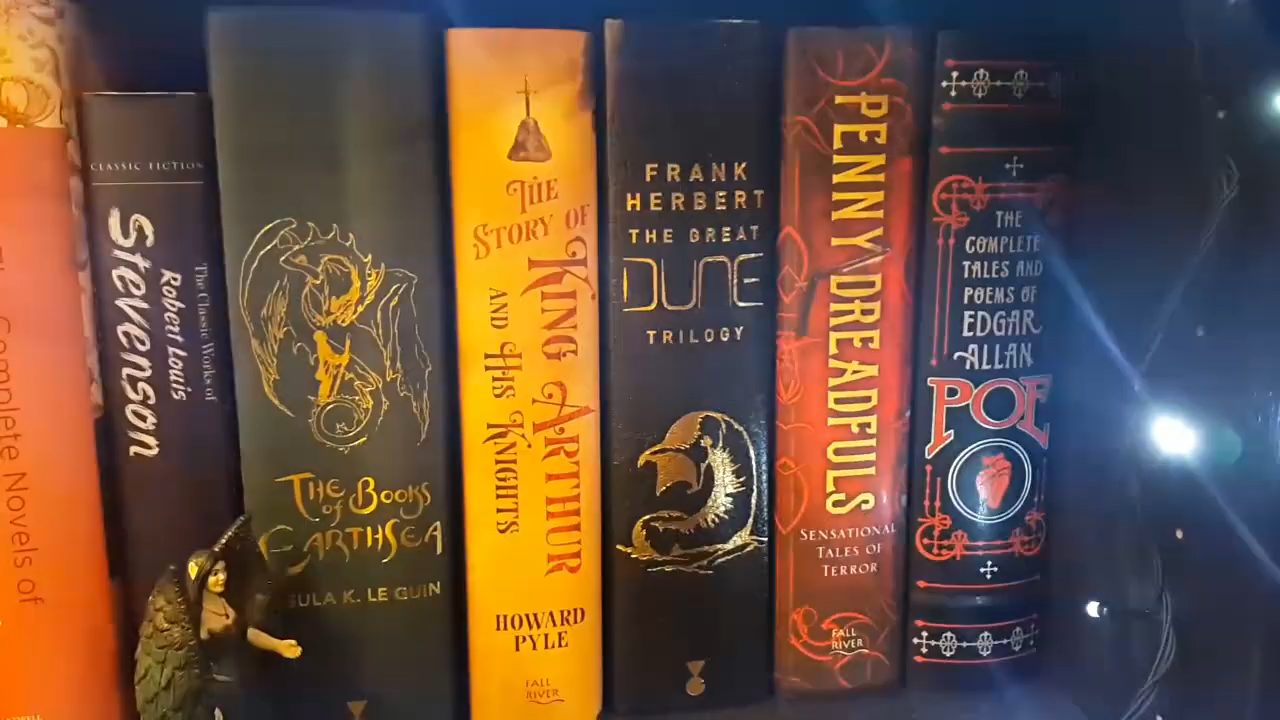 Complete Novels of
CLASSIC FICTION
The Classic Works of
Robert Louis
Stevenson
THE BOOKS
of
EARTHSEA
SULA K. LE GUIN
THE
STORY OF
KING ARTHUR
AND HIS KNIGHTS
HOWARD
PYLE
FALL
RIVER
FRANK
HERBERT
THE GREAT
DUNE
TRILOGY
PENNY DREADFULS
SENSATIONAL
TALES OF
TERROR
FALL
RIVER
THE
COMPLETE
TALES AND
POEMS OF
EDGAR
ALLAN
POE